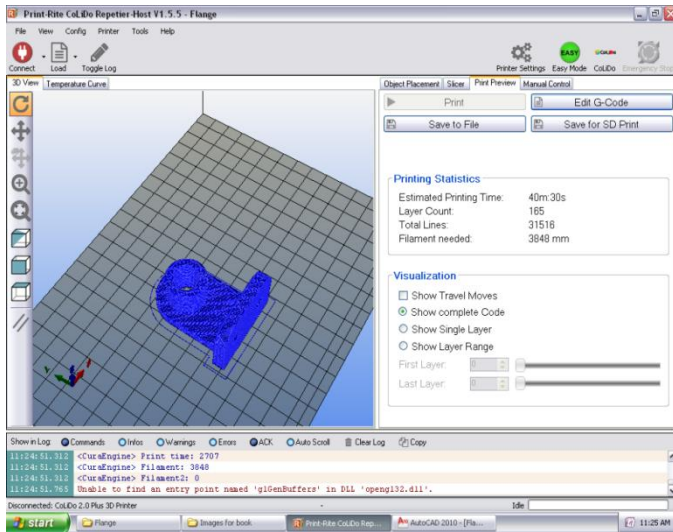 Print-Rite CoLiDo Repetier-Host V1.5.5 - Flange
File View Config Printer Tools Help
Connect Load Toggle Log Printer Settings Easy Mode CoLiDo Emergency Stop
EASY
3D View Temperature Curve
Object Placement Slicer Print Preview Manual Control
Print Edit G-Code
Save to File Save for SD Print
Printing Statistics
Estimated Printing Time: 40m:30s
Layer Count: 165
Total Lines: 31516
Filament needed: 3848 mm
Visualization
Show Travel Moves
Show complete Code
Show Single Layer
Show Layer Range
First Layer: 0
Last Layer: 0
Show in Log: Commands Infos Warnings Errors ACK Auto Scroll Clear Log Copy
11:24:51.312 <CuraEngine> Print time: 2707
11:24:51.312 <CuraEngine> Filament: 3848
11:24:51.312 <CuraEngine> Filament2: 0
11:24:51.765 Unable to find an entry point named 'glGenBuffers' in DLL 'opengl32.dll'.
Disconnected: CoLiDo 2.0 Plus 3D Printer - Idle
start Flange Images for book Print-Rite CoLiDo Rep... AutoCAD 2010 - [Fla... 11:25 AM